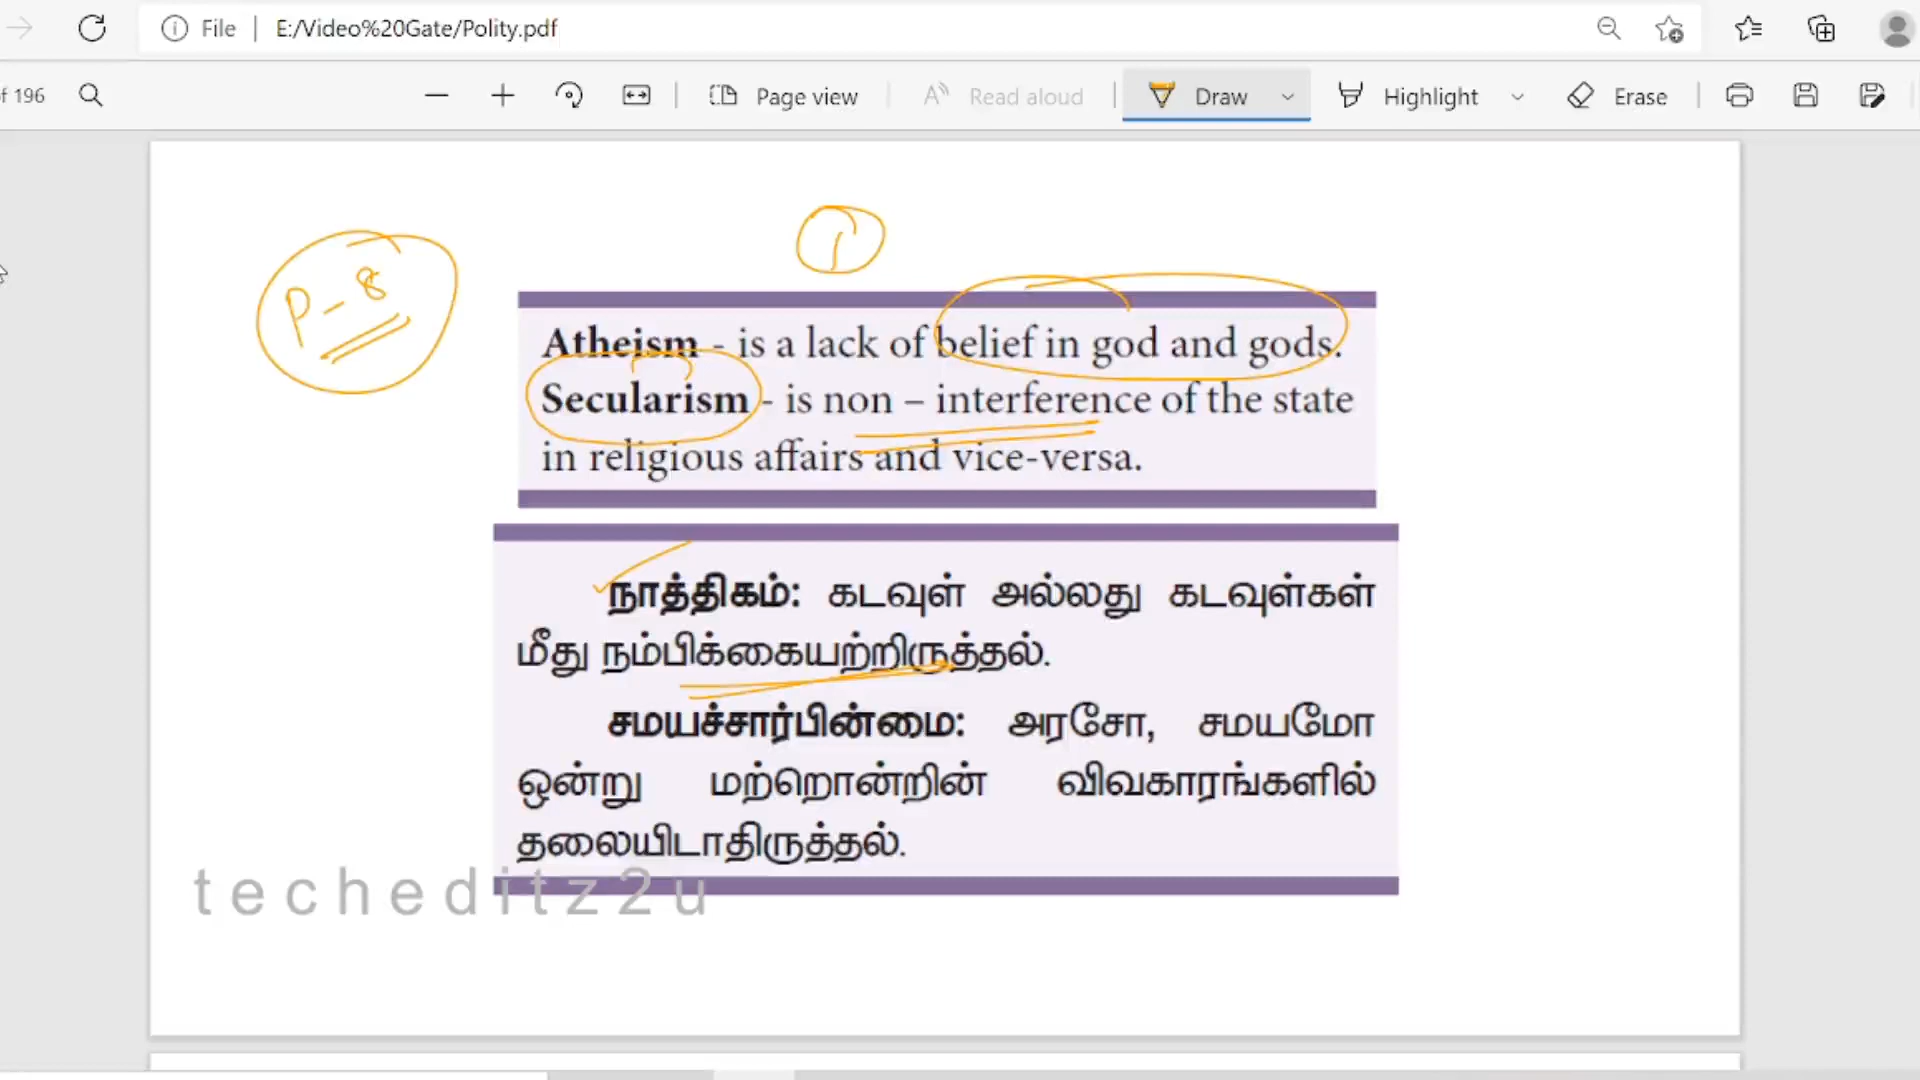 File
E:/Video%20Gate/Polity.pdf
f 196
Page view
Read aloud
Draw
Highlight
Erase
1
P - 8
Atheism - is a lack of belief in god and gods.
Secularism - is non – interference of the state
in religious affairs and vice-versa.
நாத்திகம்: கடவுள் அல்லது கடவுள்கள்
மீது நம்பிக்கையற்றிருத்தல்.
சமயச்சார்பின்மை: அரசோ, சமயமோ
ஒன்று மற்றொன்றின் விவகாரங்களில்
தலையிடாதிருத்தல்.
techeditz2u